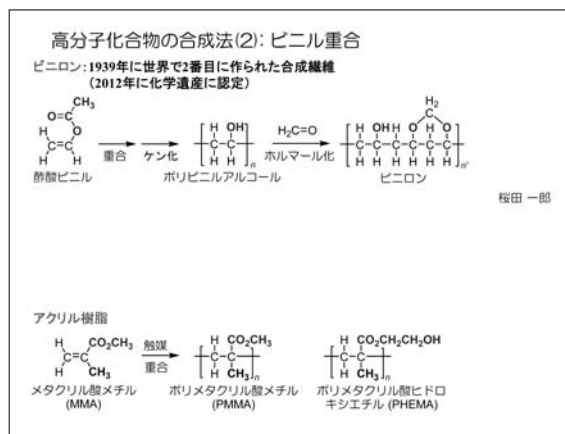 高分子化合物の合成法(2): ビニル重合
ビニロン：1939年に世界で2番目に作られた合成繊維
（2012年に化学遺産に認定）
CH₃
O=C
O
H
C=C
H H
酢酸ビニル
重合
ケン化
H OH
C-C
H H
n
ポリビニルアルコール
H₂C=O
ホルマール化
H₂
C
H OH H O H O
C-C-C-C-C-C
H H H H H H
n'
ビニロン
桜田 一郎
アクリル樹脂
H CO₂CH₃
C=C
H CH₃
メタクリル酸メチル
(MMA)
触媒
重合
H CO₂CH₃
C-C
H CH₃
n
ポリメタクリル酸メチル
(PMMA)
H CO₂CH₂CH₂OH
C-C
H CH₃
n
ポリメタクリル酸ヒドロ
キシエチル (PHEMA)